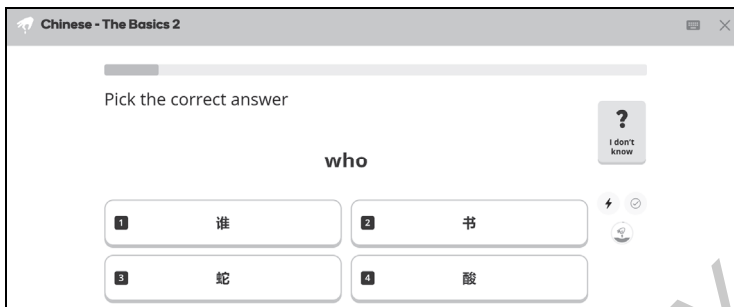 Chinese - The Basics 2
Pick the correct answer
?
I don't
know
who
1 谁
2 书
3 蛇
4 酸